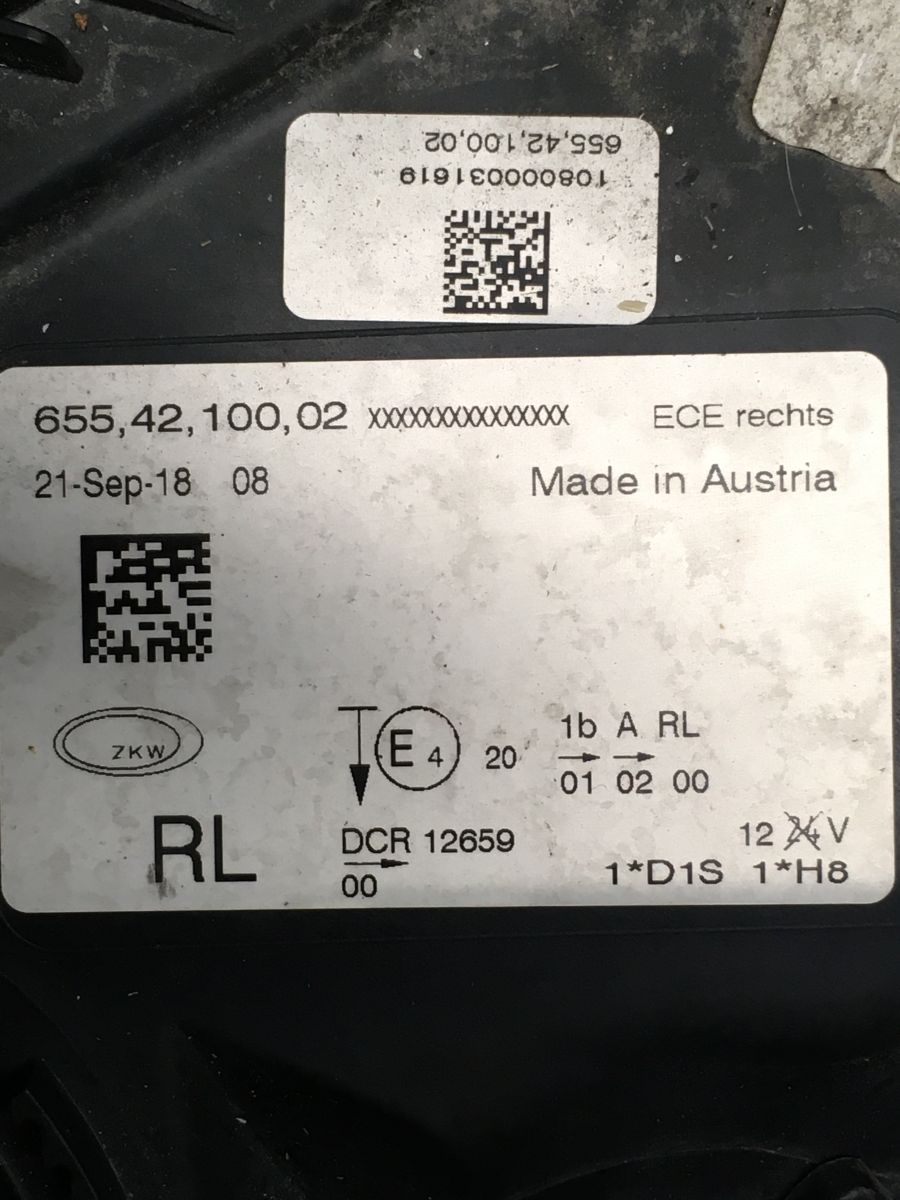 655,42,100,02
10800031619
655,42,100,02 xxxxxxxxxxxxxxx ECE rechts
21-Sep-18 08 Made in Austria
ZKW
E 4 20
1b A RL
01 02 00
RL
DCR 12659
00
12 24 V
1*D1S 1*H8